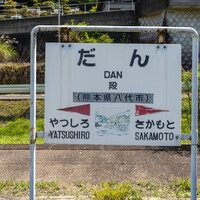 だん
DAN
段
(熊本県八代市)
やつしろ さかもと
YATSUSHIRO SAKAMOTO